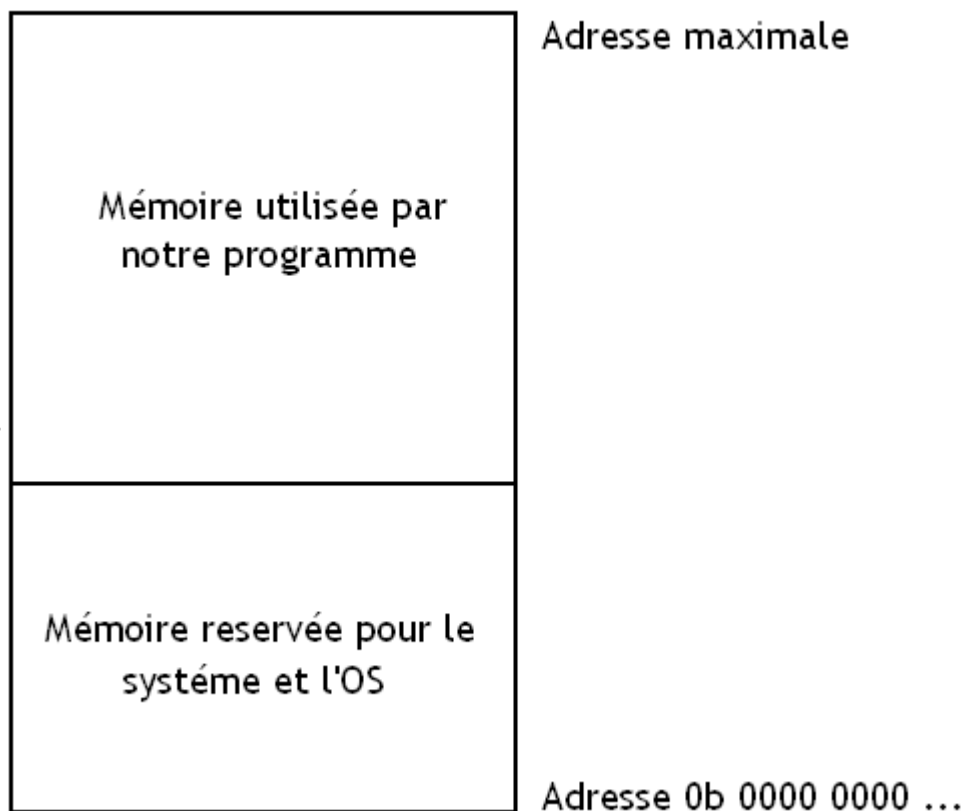 Adresse maximale
Mémoire utilisée par
notre programme
Mémoire reservée pour le
systéme et l'OS
Adresse 0b 0000 0000 ...